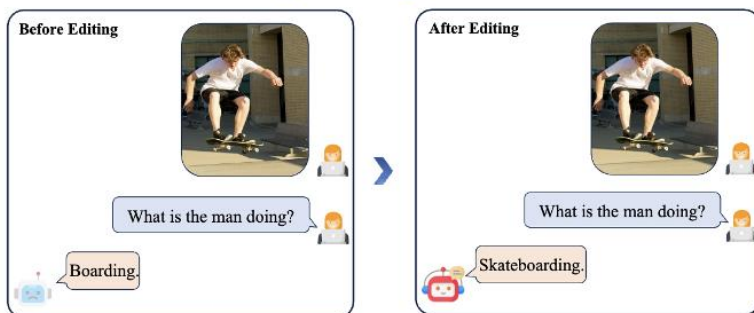 Before Editing
What is the man doing?
Boarding.
After Editing
What is the man doing?
Skateboarding.